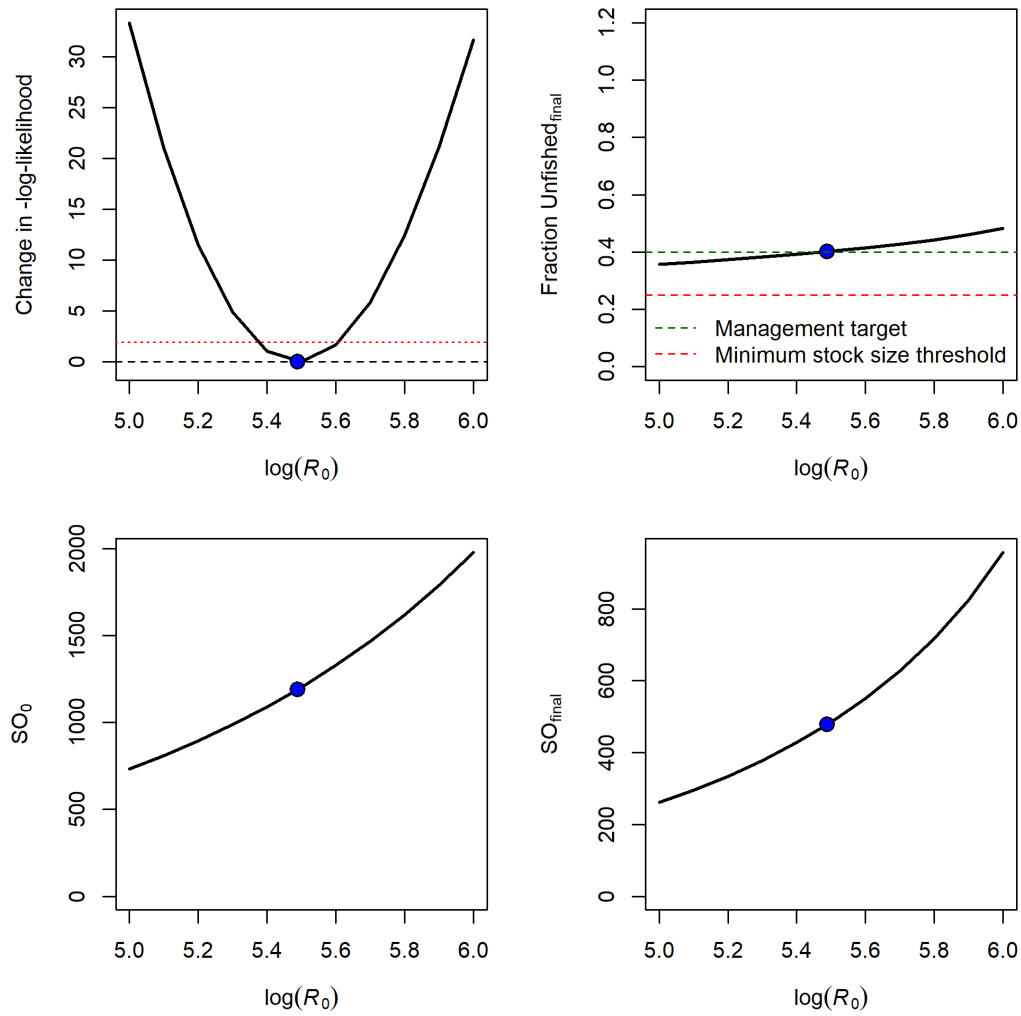 Change in -log-likelihood
0 5 10 15 20 25 30
5.0 5.2 5.4 5.6 5.8 6.0
log(R0)
Fraction Unfishedfinal
0.0 0.2 0.4 0.6 0.8 1.0 1.2
Management target
Minimum stock size threshold
5.0 5.2 5.4 5.6 5.8 6.0
log(R0)
SO0
0 500 1000 1500 2000
5.0 5.2 5.4 5.6 5.8 6.0
log(R0)
SOfinal
0 200 400 600 800
5.0 5.2 5.4 5.6 5.8 6.0
log(R0)